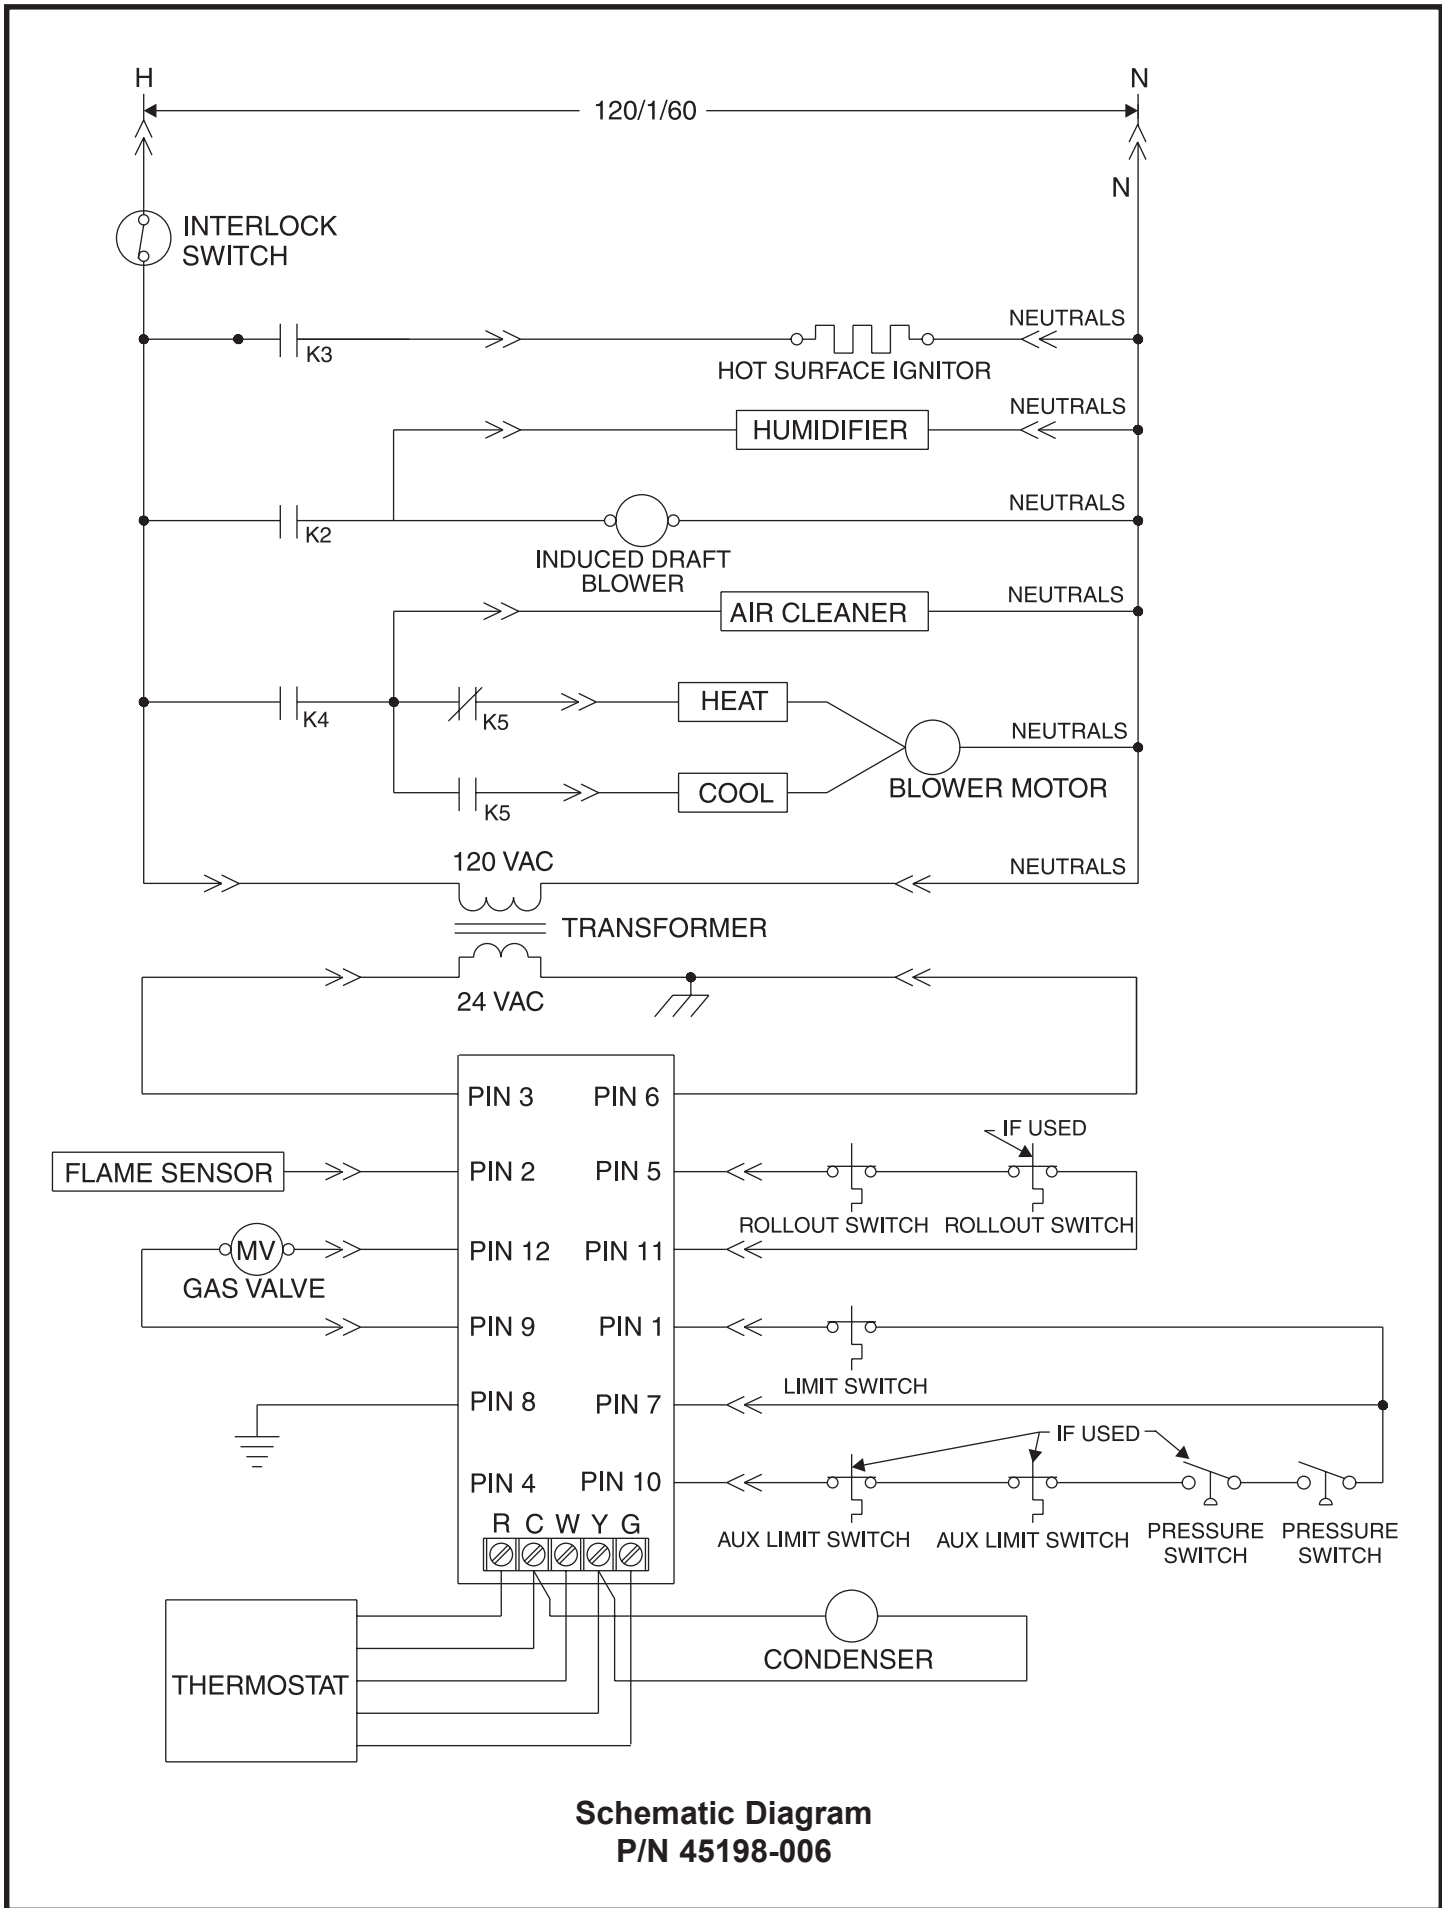 H
N
120/1/60
N
INTERLOCK
SWITCH
NEUTRALS
K3
HOT SURFACE IGNITOR
NEUTRALS
HUMIDIFIER
NEUTRALS
K2
INDUCED DRAFT
BLOWER
NEUTRALS
AIR CLEANER
HEAT
K4
K5
NEUTRALS
BLOWER MOTOR
COOL
K5
120 VAC
NEUTRALS
TRANSFORMER
24 VAC
PIN 3
PIN 6
IF USED
FLAME SENSOR
PIN 2
PIN 5
ROLLOUT SWITCH
ROLLOUT SWITCH
MV
PIN 12
PIN 11
GAS VALVE
PIN 9
PIN 1
LIMIT SWITCH
PIN 8
PIN 7
IF USED
PIN 4
PIN 10
AUX LIMIT SWITCH
AUX LIMIT SWITCH
PRESSURE
SWITCH
PRESSURE
SWITCH
R C W Y G
CONDENSER
THERMOSTAT
Schematic Diagram
P/N 45198-006